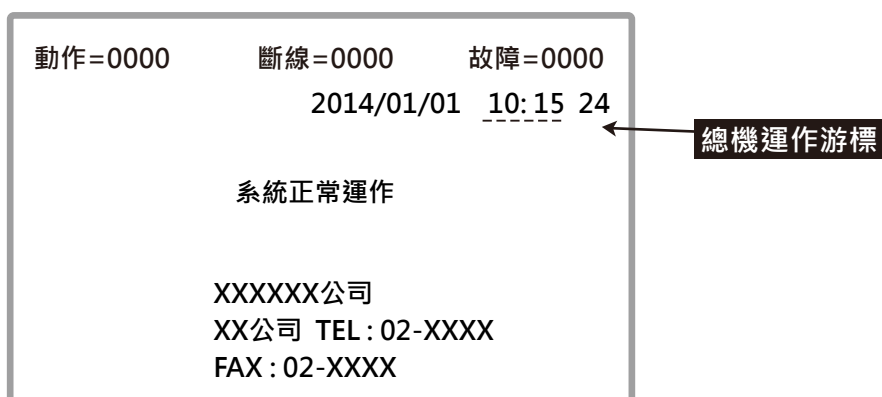 動作=0000 斷線=0000 故障=0000
2014/01/01 10:15 24
總機運作游標
系統正常運作
XXXXXX公司
XX公司 TEL : 02-XXXX
FAX : 02-XXXX